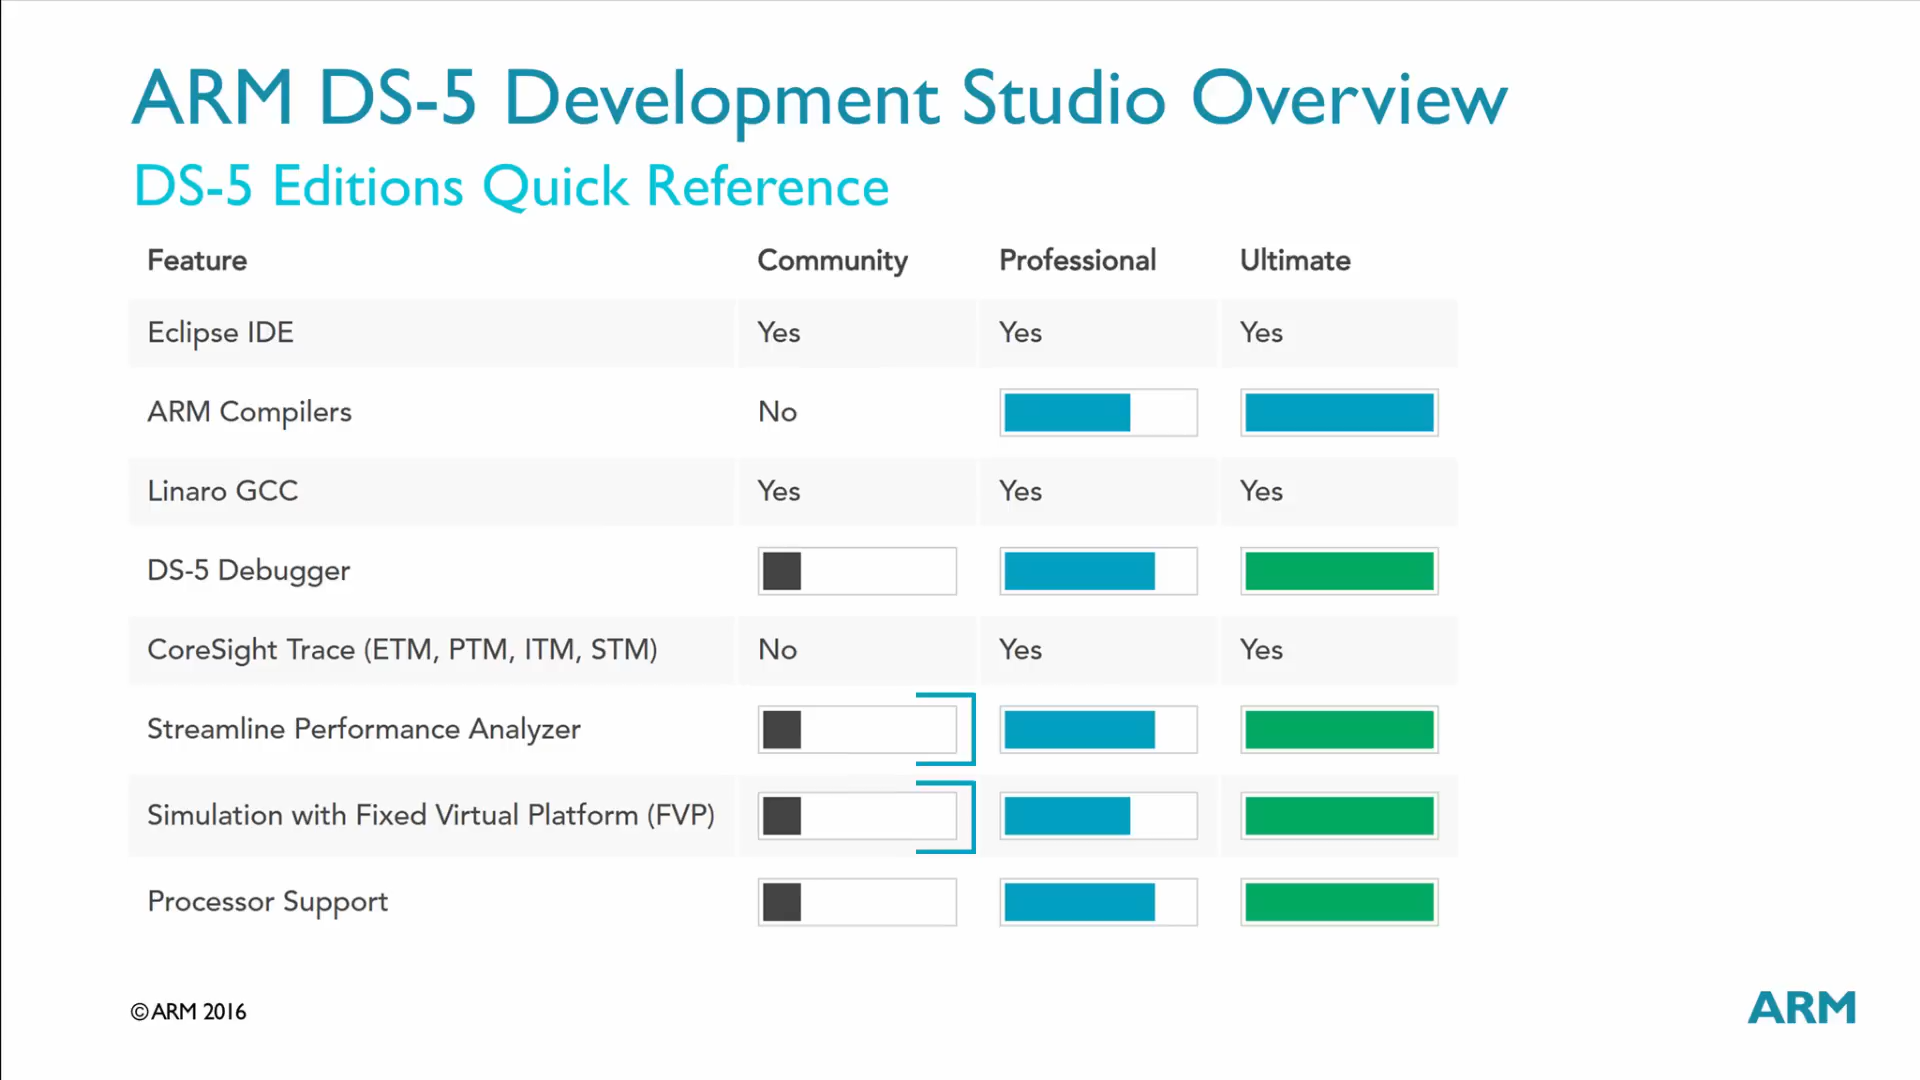 ARM DS-5 Development Studio Overview
DS-5 Editions Quick Reference
Feature Community Professional Ultimate
Eclipse IDE Yes Yes Yes
ARM Compilers No
Linaro GCC Yes Yes Yes
DS-5 Debugger
CoreSight Trace (ETM, PTM, ITM, STM) No Yes Yes
Streamline Performance Analyzer
Simulation with Fixed Virtual Platform (FVP)
Processor Support
© ARM 2016
ARM